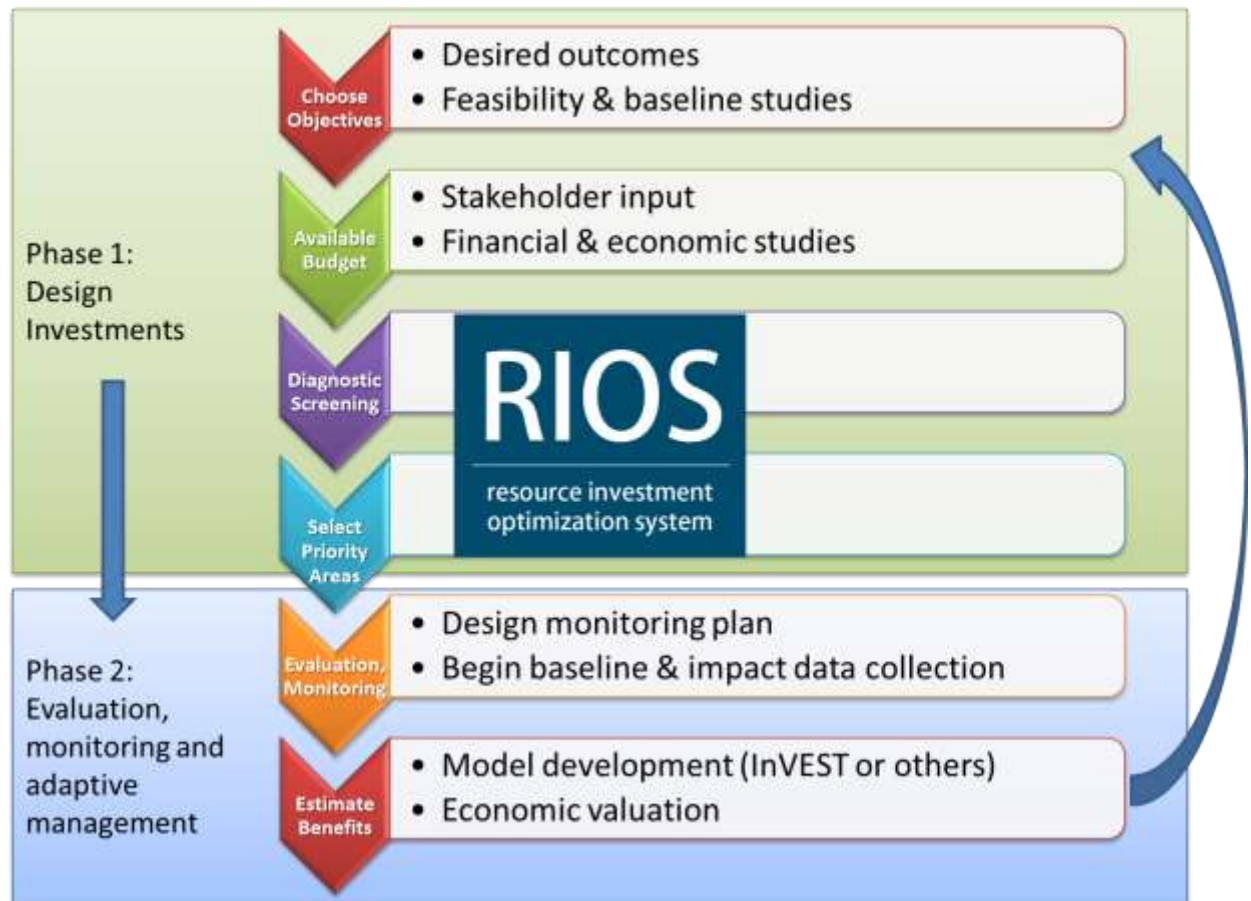 Choose
Objectives
• Desired outcomes
• Feasibility & baseline studies
Available
Budget
• Stakeholder input
• Financial & economic studies
Phase 1:
Design
Investments
Diagnostic
Screening
RIOS
resource investment
optimization system
Select
Priority
Areas
Evaluation,
Monitoring
• Design monitoring plan
• Begin baseline & impact data collection
Phase 2:
Evaluation,
monitoring and
adaptive
management
Estimate
Benefits
• Model development (InVEST or others)
• Economic valuation